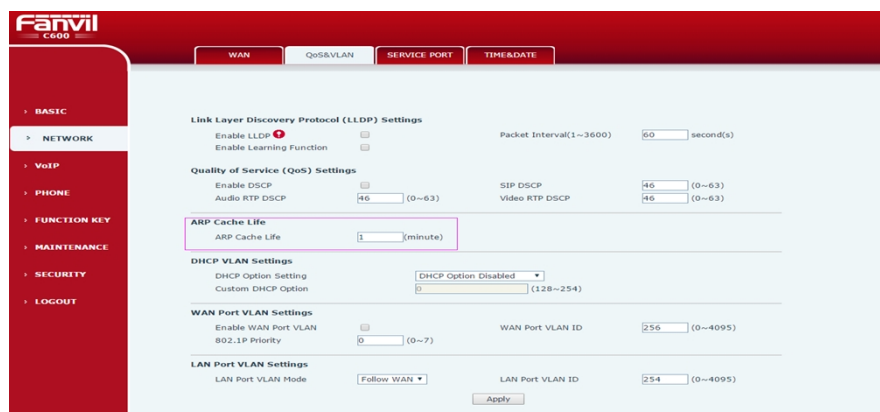 Fanvil
C600
WAN QoS&VLAN SERVICE PORT TIME&DATE
› BASIC
› NETWORK
› VoIP
› PHONE
› FUNCTION KEY
› MAINTENANCE
› SECURITY
› LOGOUT
Link Layer Discovery Protocol (LLDP) Settings
Enable LLDP Packet Interval(1~3600) 60 second(s)
Enable Learning Function
Quality of Service (QoS) Settings
Enable DSCP SIP DSCP 46 (0~63)
Audio RTP DSCP 46 (0~63) Video RTP DSCP 46 (0~63)
ARP Cache Life
ARP Cache Life 1 (minute)
DHCP VLAN Settings
DHCP Option Setting DHCP Option Disabled
Custom DHCP Option 0 (128~254)
WAN Port VLAN Settings
Enable WAN Port VLAN WAN Port VLAN ID 256 (0~4095)
802.1P Priority 0 (0~7)
LAN Port VLAN Settings
LAN Port VLAN Mode Follow WAN LAN Port VLAN ID 254 (0~4095)
Apply